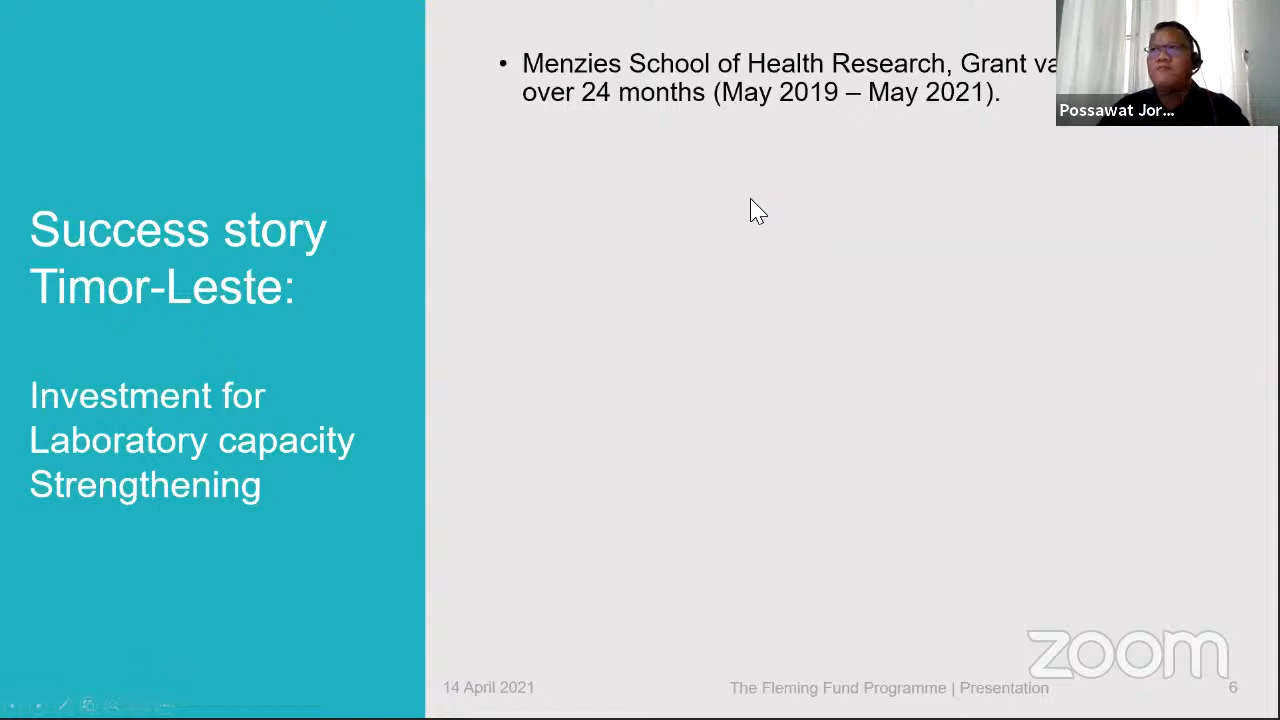 Success story
Timor-Leste:
Investment for
Laboratory capacity
Strengthening
• Menzies School of Health Research, Grant va
over 24 months (May 2019 – May 2021).
Possawat Jor...
zoom
14 April 2021
The Fleming Fund Programme | Presentation
6